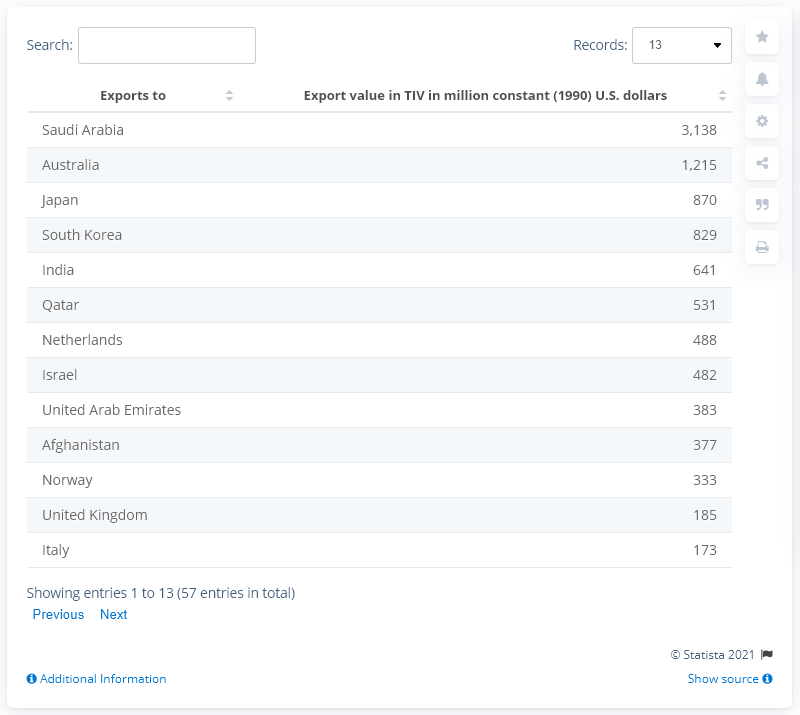 Search:
Records: 13
Exports to Export value in TIV in million constant (1990) U.S. dollars
Saudi Arabia 3,138
Australia 1,215
Japan 870
South Korea 829
India 641
Qatar 531
Netherlands 488
Israel 482
United Arab Emirates 383
Afghanistan 377
Norway 333
United Kingdom 185
Italy 173
Showing entries 1 to 13 (57 entries in total)
Previous Next
© Statista 2021
Additional Information Show source